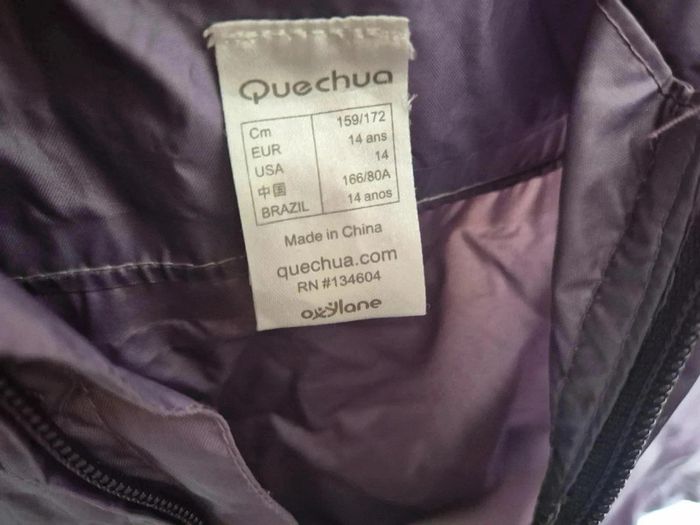 Quechua
Cm 159/172
EUR 14 ans
USA 14
中国 166/80A
BRAZIL 14 anos
Made in China
quechua.com
RN #134604
oxylane